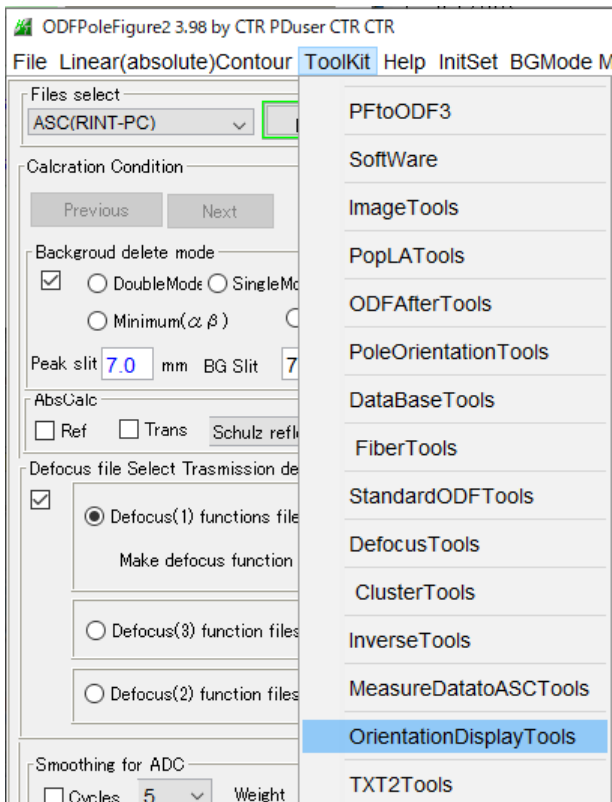 ODFPoleFigure2 3.98 by CTR PDuser CTR CTR
File Linear(absolute)Contour ToolKit Help InitSet BGMode M
Files select
ASC(RINT-PC)
Calcration Condition
Previous Next
Backgroud delete mode
DoubleMode SingleMo
Minimum(αβ)
Peak slit 7.0 mm BG Slit 7
AbsCalc
Ref Trans Schulz refle
Defocus file Select Trasmission de
Defocus(1) functions file
Make defocus function
Defocus(3) function files
Defocus(2) function files
Smoothing for ADC
Cycles 5 Weight
PFtoODF3
SoftWare
ImageTools
PopLATools
ODFAfterTools
PoleOrientationTools
DataBaseTools
FiberTools
StandardODFTools
DefocusTools
ClusterTools
InverseTools
MeasureDatatoASCTools
OrientationDisplayTools
TXT2Tools